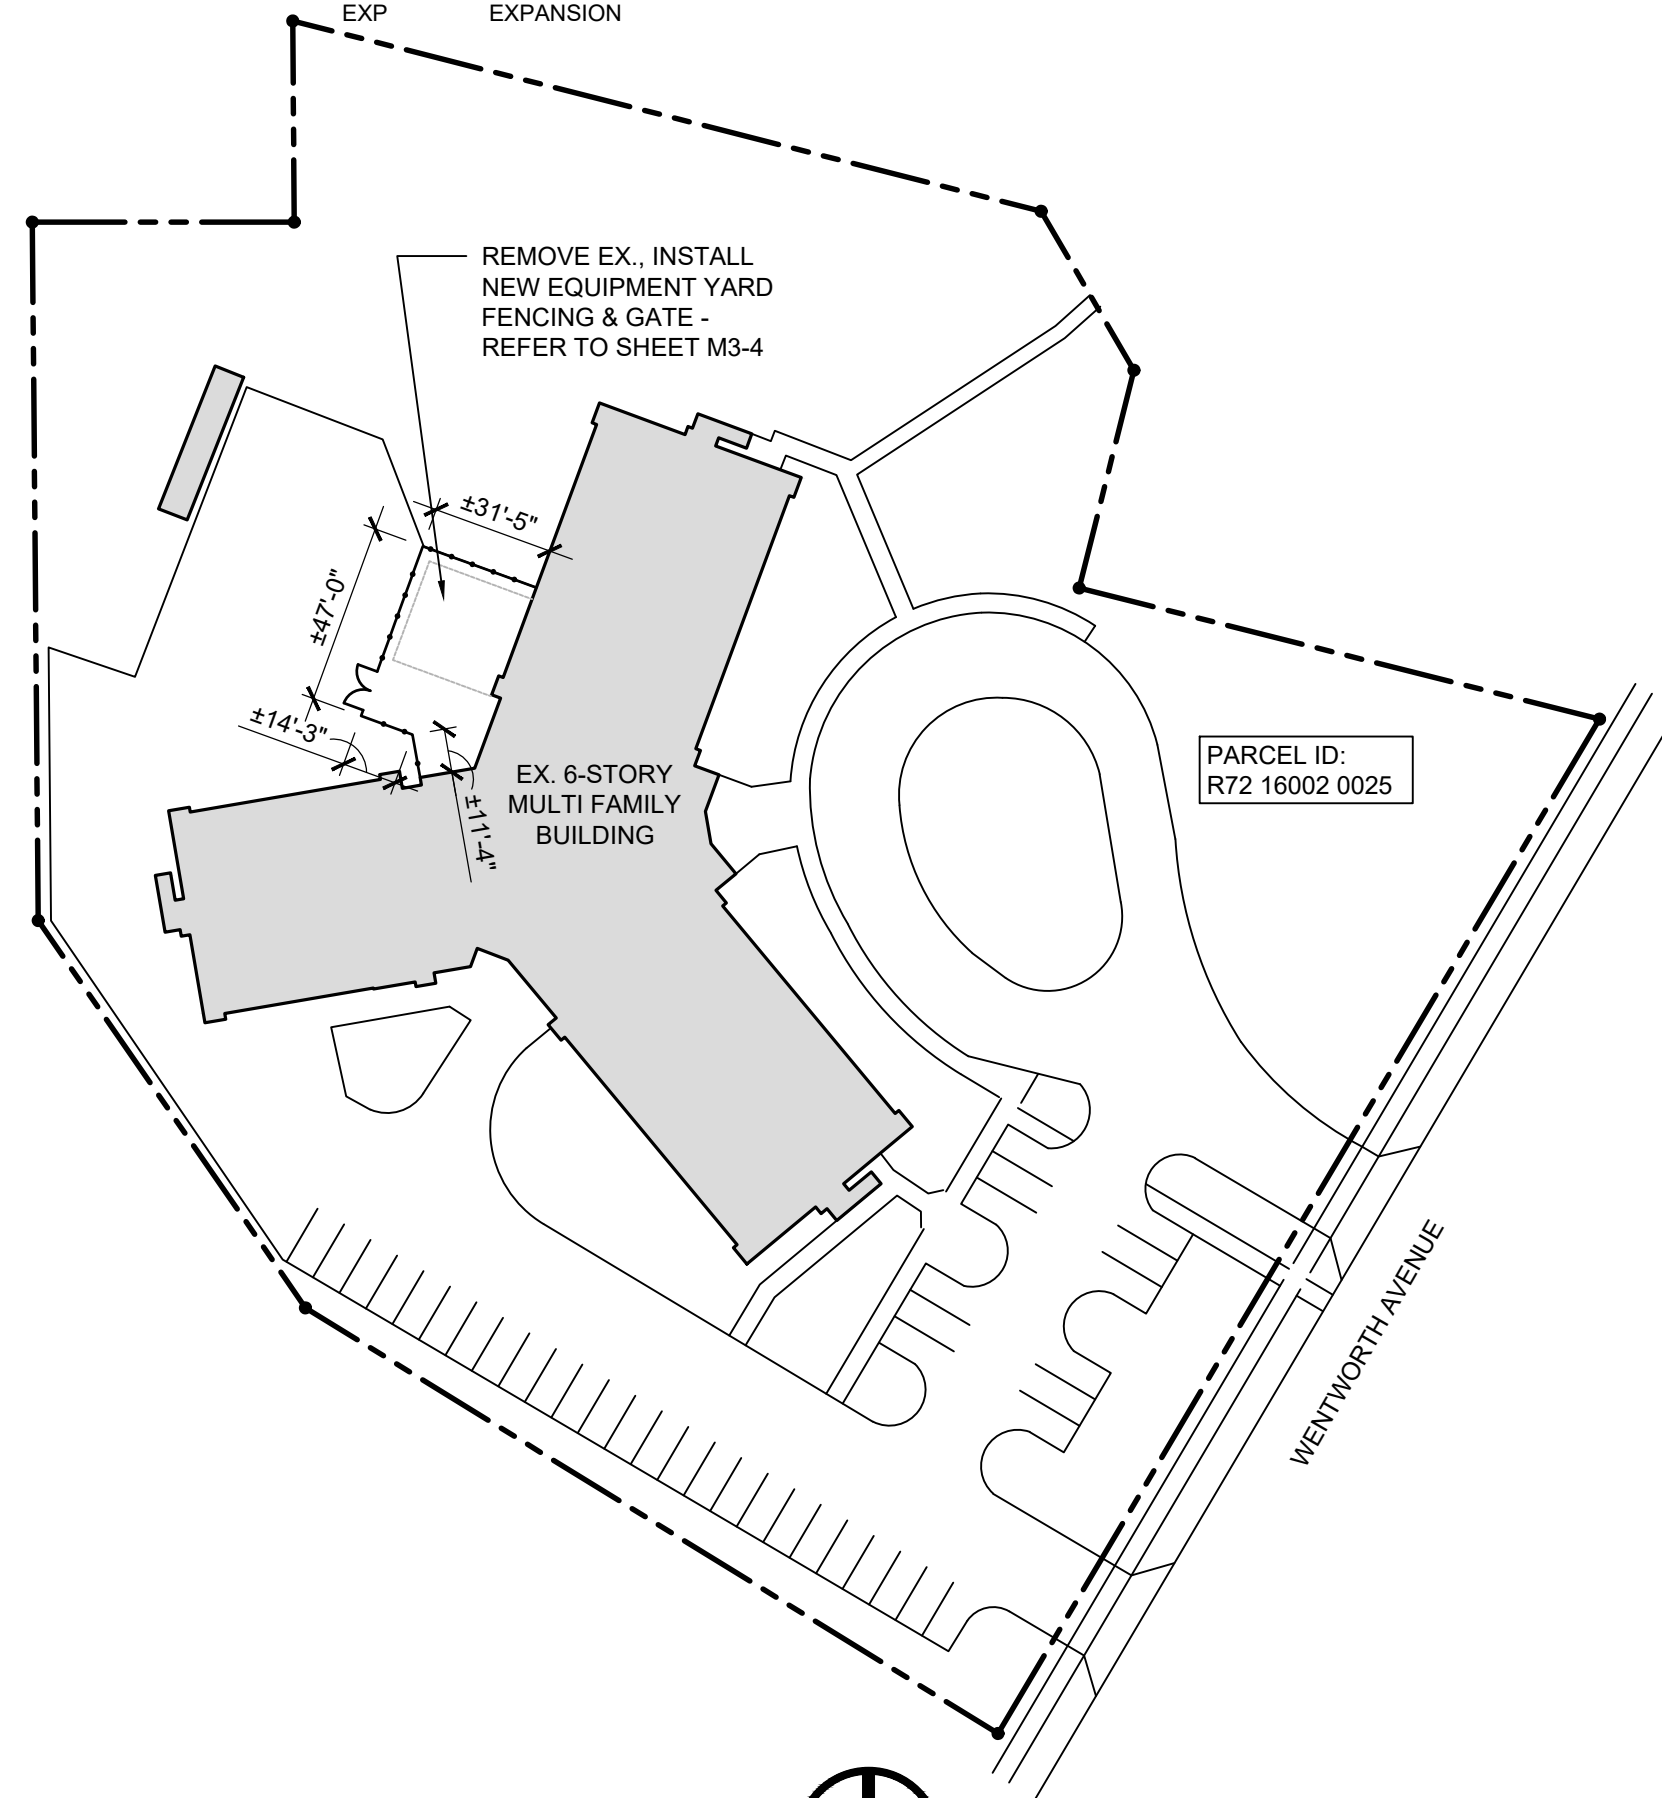 EXP EXPANSION
REMOVE EX., INSTALL
NEW EQUIPMENT YARD
FENCING & GATE -
REFER TO SHEET M3-4
±31'-5"
±47'-0"
±14'-3"
±11'-4"
EX. 6-STORY
MULTI FAMILY
BUILDING
PARCEL ID:
R72 16002 0025
WENTWORTH AVENUE